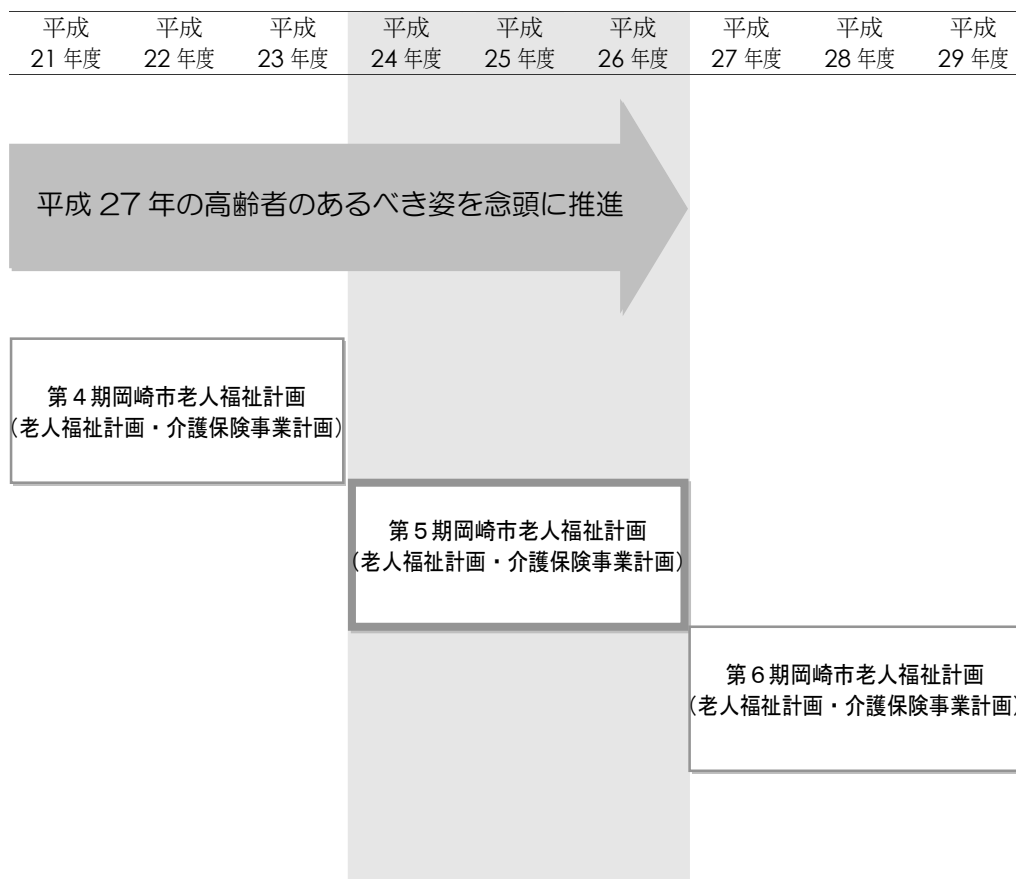 平成 平成 平成 平成 平成 平成 平成 平成 平成
21 年度 22 年度 23 年度 24 年度 25 年度 26 年度 27 年度 28 年度 29 年度
平成 27 年の高齢者のあるべき姿を念頭に推進
第4期岡崎市老人福祉計画
(老人福祉計画・介護保険事業計画)
第5期岡崎市老人福祉計画
(老人福祉計画・介護保険事業計画)
第6期岡崎市老人福祉計画
(老人福祉計画・介護保険事業計画)